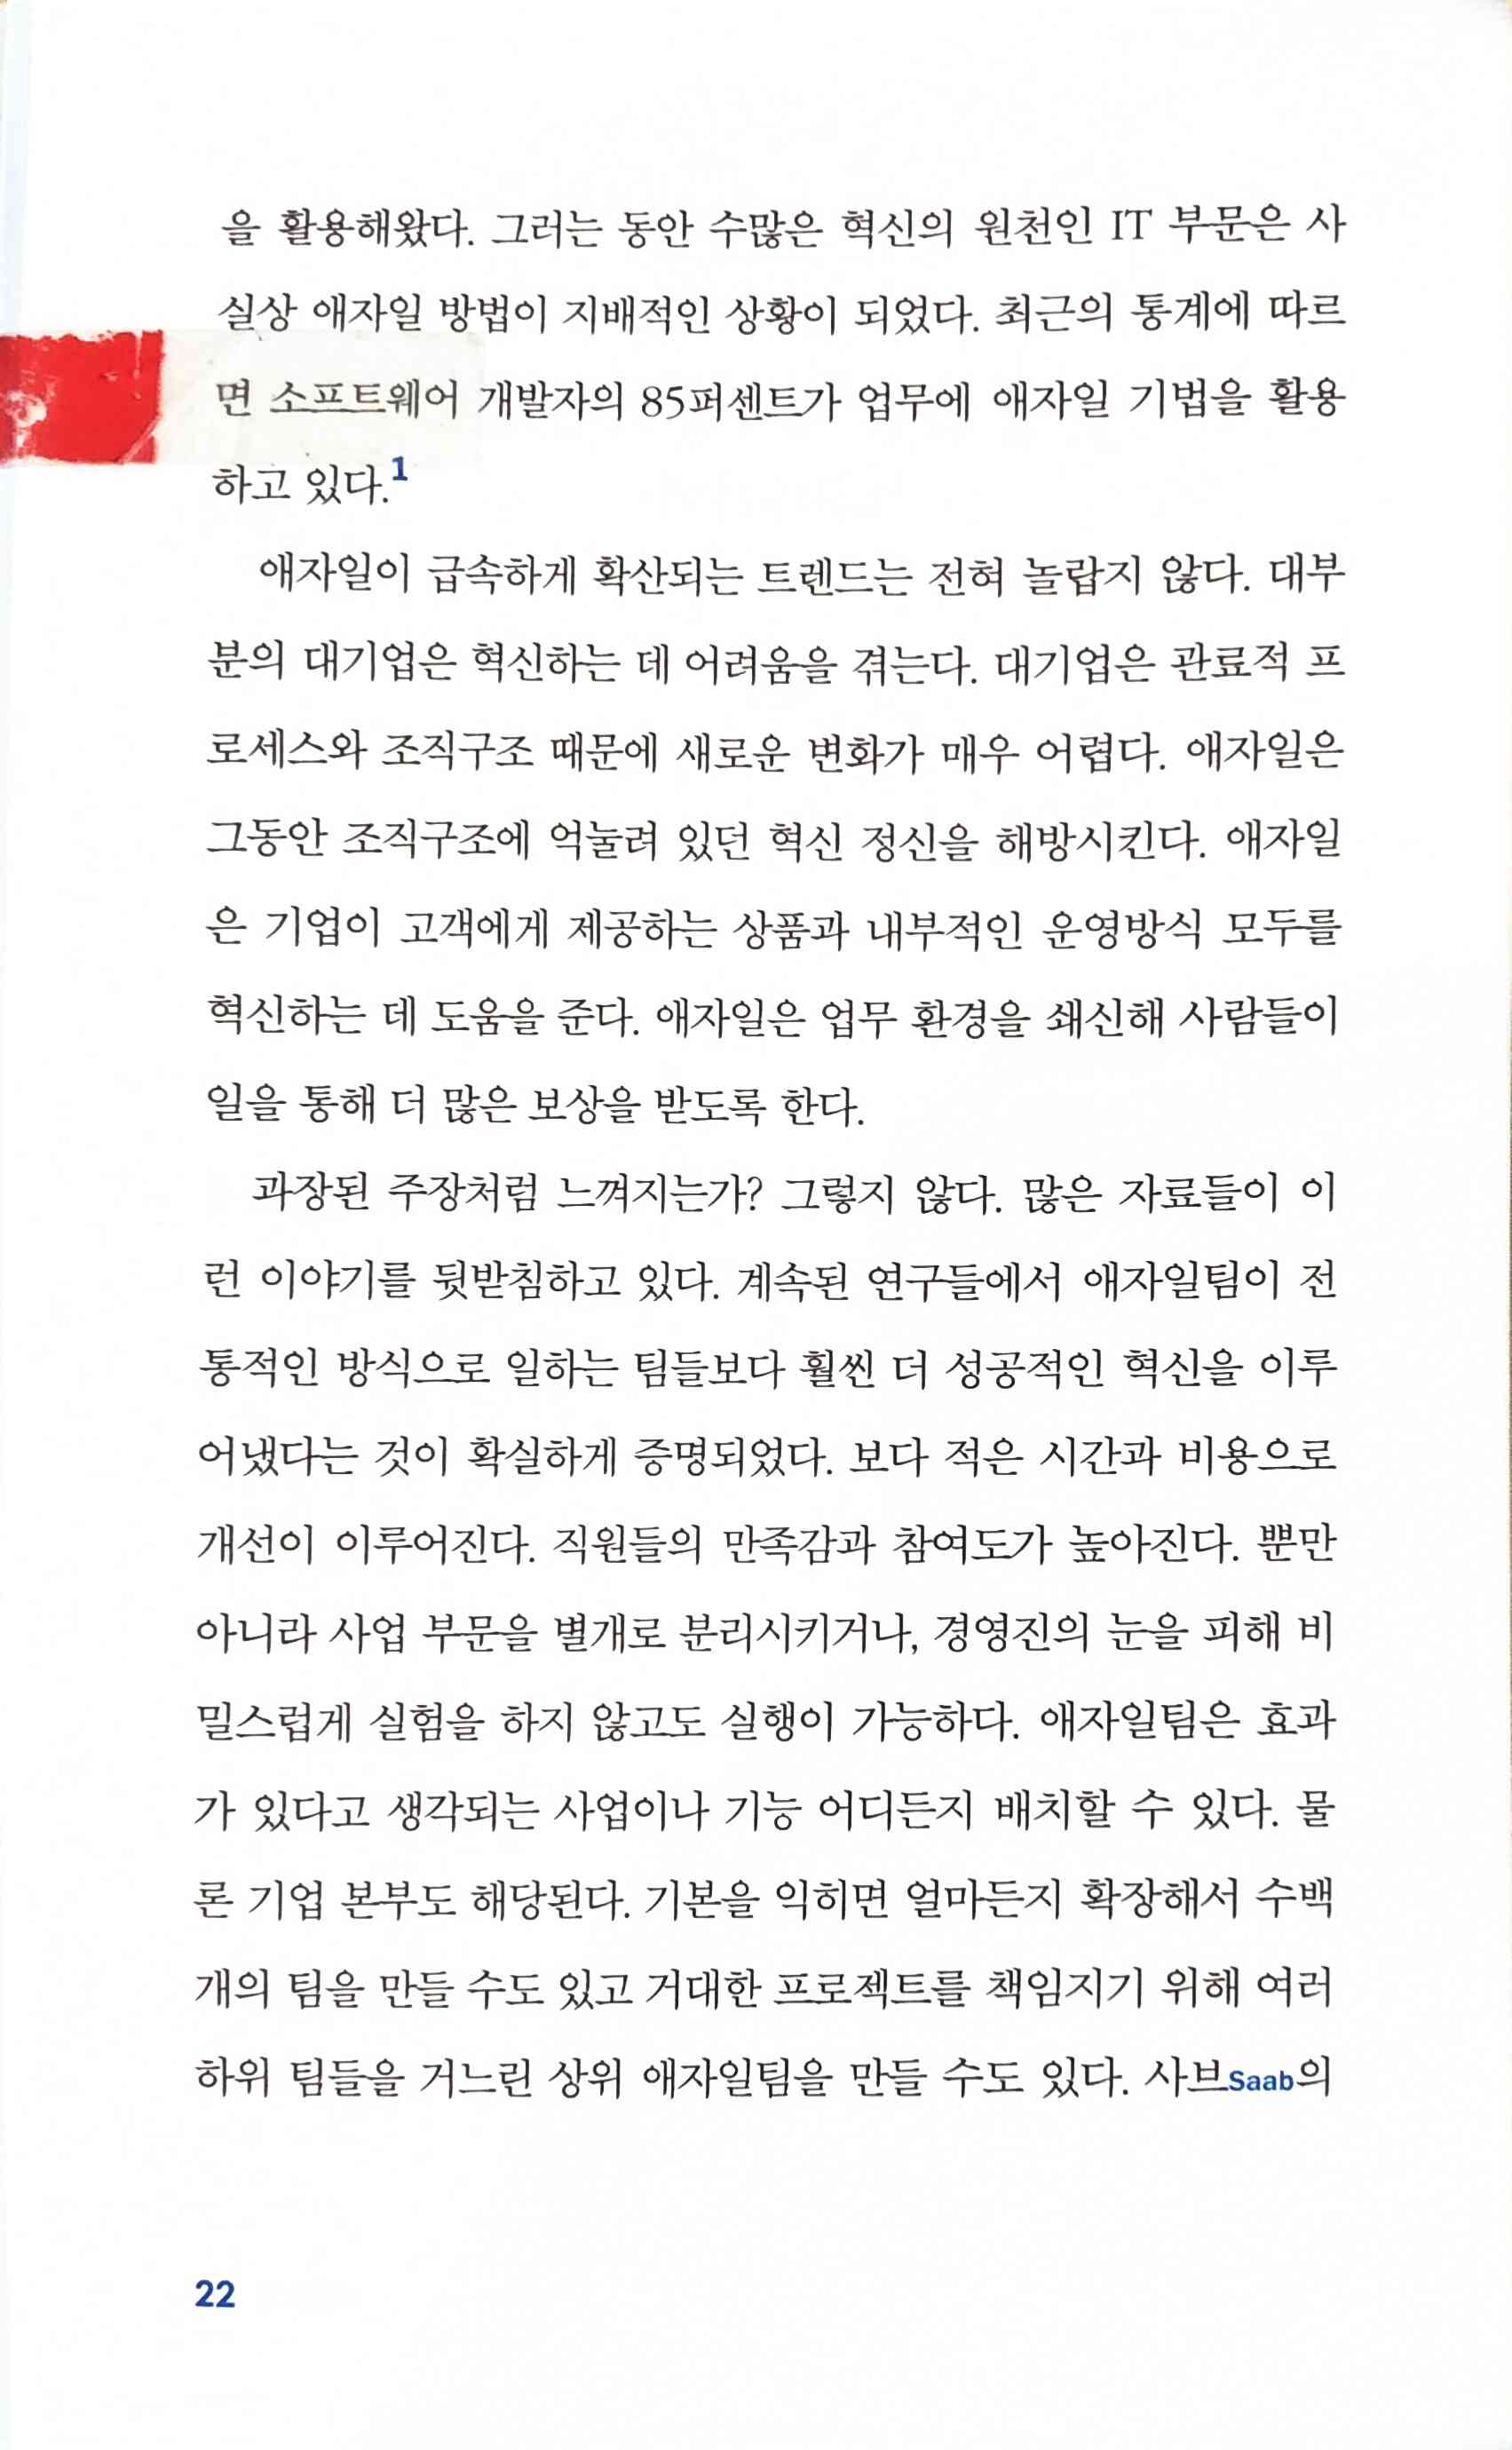 을 활용해왔다. 그러는 동안 수많은 혁신의 원천인 IT 부문은 사
실상 애자일 방법이 지배적인 상황이 되었다. 최근의 통계에 따르
면 소프트웨어 개발자의 85퍼센트가 업무에 애자일 기법을 활용
하고 있다.1
애자일이 급속하게 확산되는 트렌드는 전혀 놀랍지 않다. 대부
분의 대기업은 혁신하는 데 어려움을 겪는다. 대기업은 관료적 프
로세스와 조직구조 때문에 새로운 변화가 매우 어렵다. 애자일은
그동안 조직구조에 억눌려 있던 혁신 정신을 해방시킨다. 애자일
은 기업이 고객에게 제공하는 상품과 내부적인 운영방식 모두를
혁신하는 데 도움을 준다. 애자일은 업무 환경을 쇄신해 사람들이
일을 통해 더 많은 보상을 받도록 한다.
과장된 주장처럼 느껴지는가? 그렇지 않다. 많은 자료들이 이
런 이야기를 뒷받침하고 있다. 계속된 연구들에서 애자일팀이 전
통적인 방식으로 일하는 팀들보다 훨씬 더 성공적인 혁신을 이루
어냈다는 것이 확실하게 증명되었다. 보다 적은 시간과 비용으로
개선이 이루어진다. 직원들의 만족감과 참여도가 높아진다. 뿐만
아니라 사업 부문을 별개로 분리시키거나, 경영진의 눈을 피해 비
밀스럽게 실험을 하지 않고도 실행이 가능하다. 애자일팀은 효과
가 있다고 생각되는 사업이나 기능 어디든지 배치할 수 있다. 물
론 기업 본부도 해당된다. 기본을 익히면 얼마든지 확장해서 수백
개의 팀을 만들 수도 있고 거대한 프로젝트를 책임지기 위해 여러
하위 팀들을 거느린 상위 애자일팀을 만들 수도 있다. 사브Saab의
22